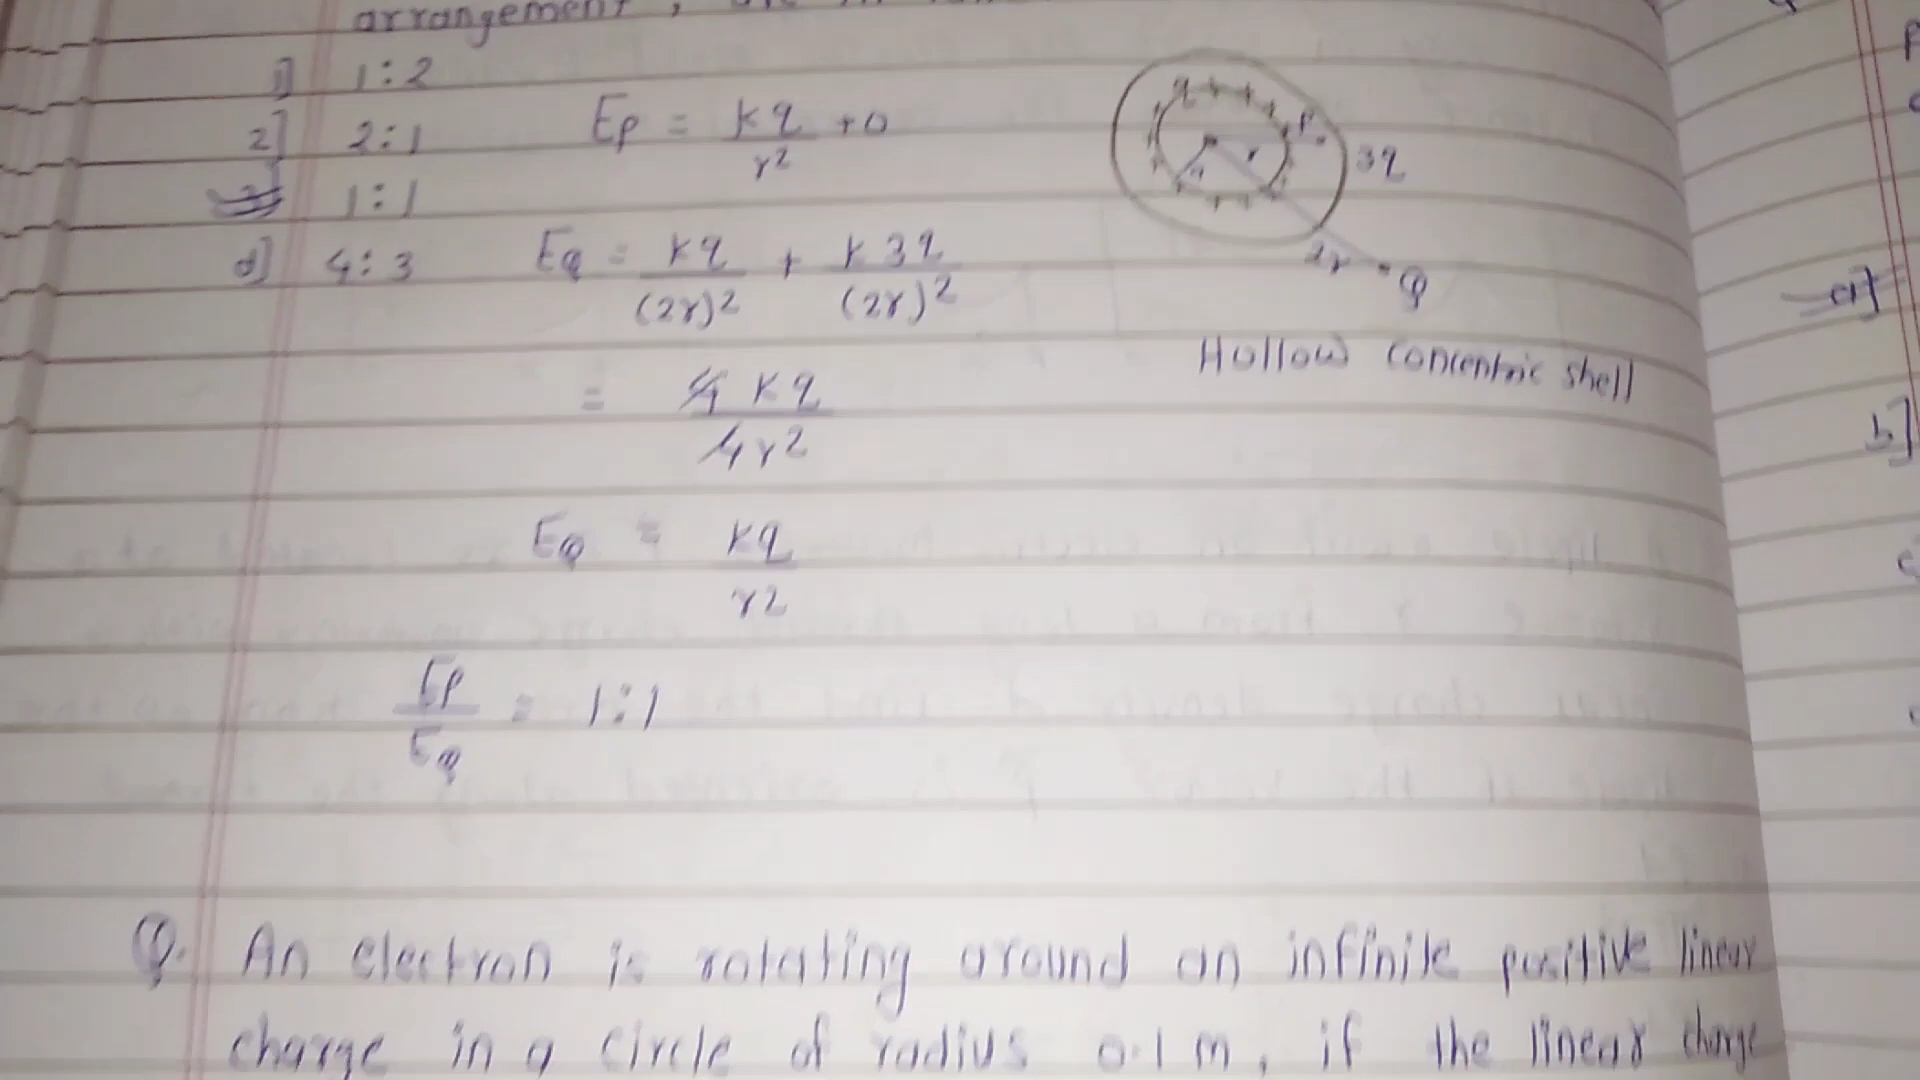 arrangement,
1] 1:2
2] 2:1
1:1
d] 4:3
Ep = kq/r2 + 0
EQ = kq/(2r)2 + k3q/(2r)2
= 4kq/4r2
EQ = kq/r2
Ep/EQ = 1:1
q
P
r
3q
2r
Q
Hollow concentric shell
Q. An electron is rotating around an infinite positive linear
charge in a circle of radius 0.1 m, if the linear charge
a]
b]